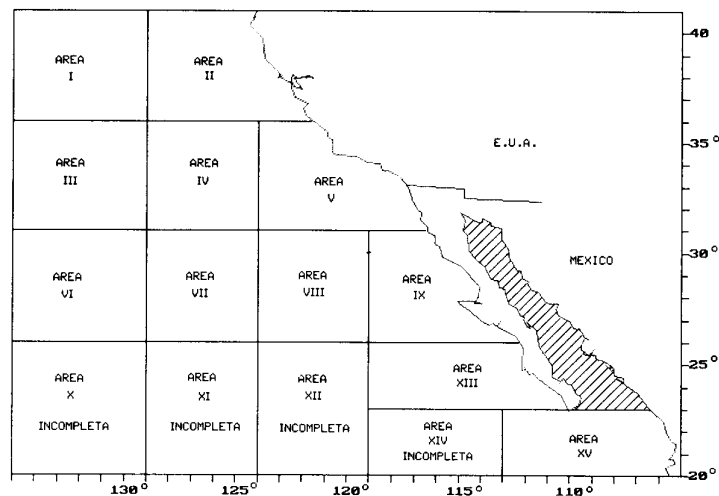 40
AREA
I
AREA
II
E.U.A.
35°
AREA
III
AREA
IV
AREA
V
30°
AREA
VI
AREA
VII
AREA
VIII
AREA
IX
MEXICO
25°
AREA
X
INCOMPLETA
AREA
XI
INCOMPLETA
AREA
XII
INCOMPLETA
AREA
XIII
AREA
XIV
INCOMPLETA
AREA
XV
20°
130°
125°
120°
115°
110°